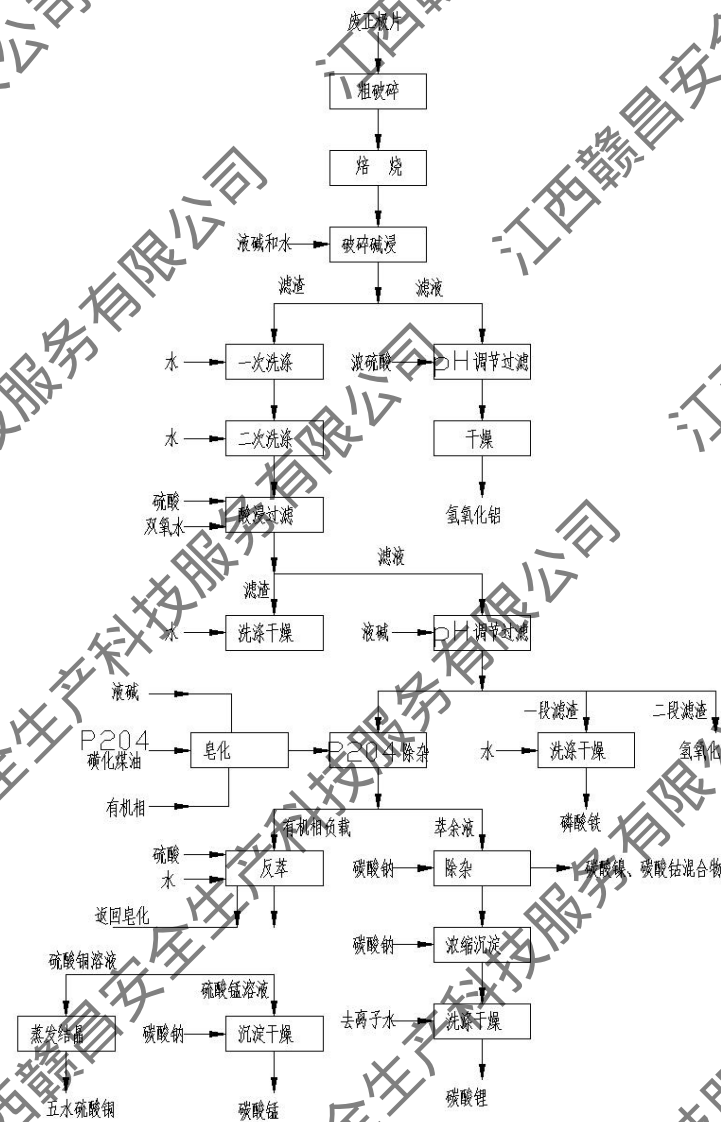 废正极片
粗破碎
焙 烧
液碱和水
破碎碱浸
滤渣
滤液
水
一次洗涤
浓硫酸
pH调节过滤
水
二次洗涤
干燥
硫酸
双氧水
酸浸过滤
氢氧化铝
滤液
滤渣
水
洗涤干燥
液碱
pH调节过滤
液碱
一段滤渣
二段滤渣
P204
磺化煤油
皂化
P204除杂
水
洗涤干燥
氢氧化
有机相
磷酸铁
有机相负载
萃余液
硫酸
水
反萃
碳酸钠
除杂
碳酸镍、碳酸钴混合物
返回皂化
碳酸钠
浓缩沉淀
硫酸铜溶液
硫酸锰溶液
去离子水
洗涤干燥
蒸发结晶
碳酸钠
沉淀干燥
五水硫酸铜
碳酸锰
碳酸锂
江西赣昌安全生产科技服务有限公司